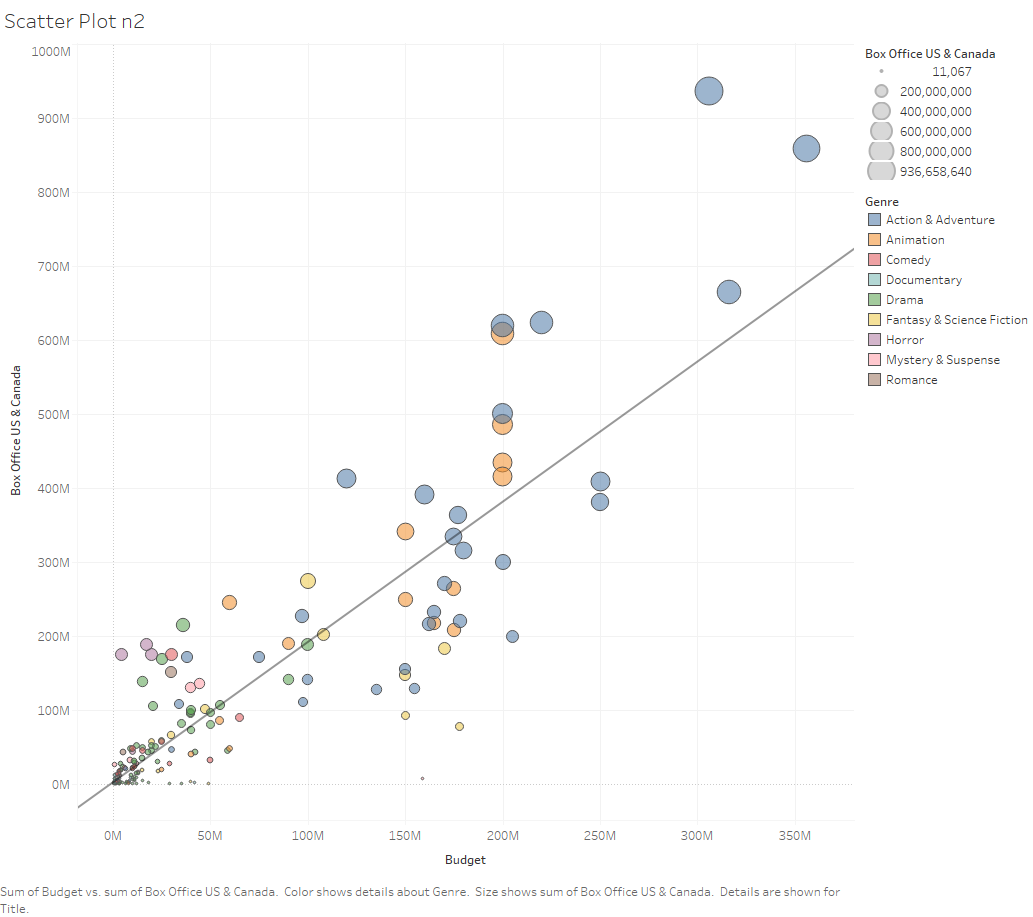 Scatter Plot n2
1000M
900M
800M
700M
600M
500M
400M
300M
200M
100M
0M
Box Office US & Canada
0M 50M 100M 150M 200M 250M 300M 350M
Budget
Box Office US & Canada
11,067
200,000,000
400,000,000
600,000,000
800,000,000
936,658,640
Genre
Action & Adventure
Animation
Comedy
Documentary
Drama
Fantasy & Science Fiction
Horror
Mystery & Suspense
Romance
Sum of Budget vs. sum of Box Office US & Canada. Color shows details about Genre. Size shows sum of Box Office US & Canada. Details are shown for
Title.